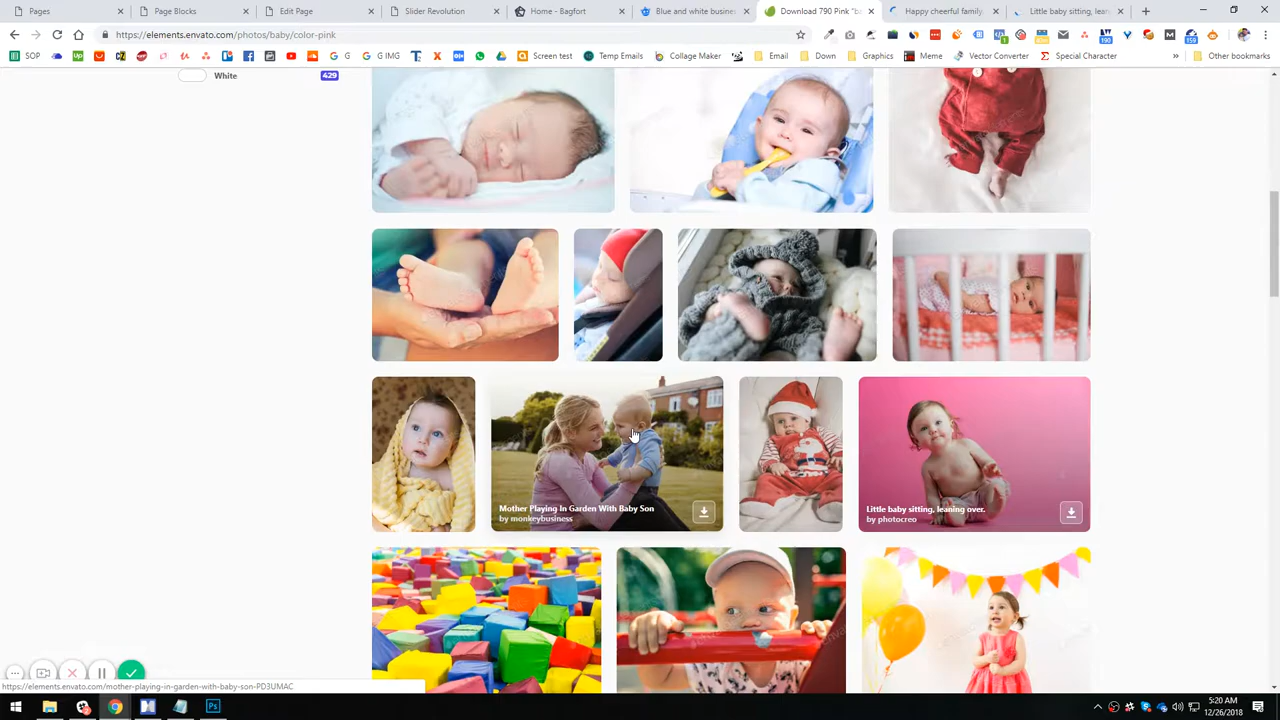 Pages
Page Blocks
Edit Page
Slider Revolution
Home - Bagfort
Blue and white busine
Download 790 Pink "b
Happy cheerful family.
Little baby sitting, lean
https://elements.envato.com/photos/baby/color-pink
SOP
G IMG
Screen test
Temp Emails
Collage Maker
Email
Down
Graphics
Meme
Vector Converter
Special Character
»
Other bookmarks
White
429
Mother Playing In Garden With Baby Son
by monkeybusiness
Little baby sitting, leaning over.
by photocreo
https://elements.envato.com/mother-playing-in-garden-with-baby-son-PD3UMAC
5:20 AM
12/26/2018